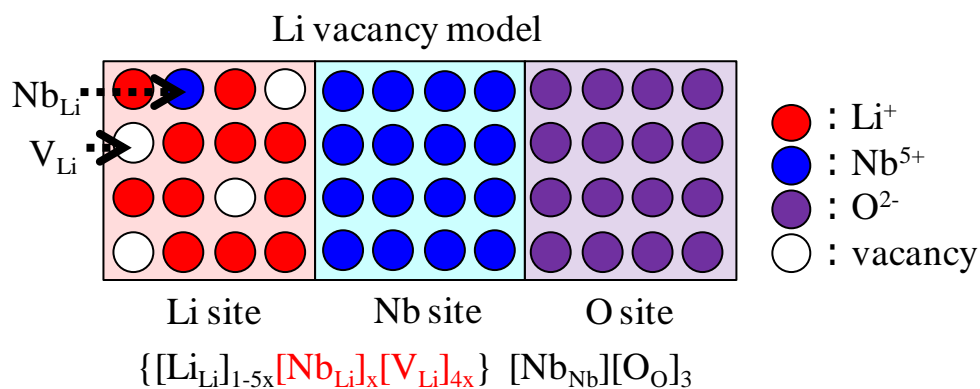 Li vacancy model
Nb_Li
V_Li
: Li⁺
: Nb⁵⁺
: O²⁻
: vacancy
Li site Nb site O site
{[Li_Li]_1-5x[Nb_Li]_x[V_Li]_4x} [Nb_Nb][O_O]_3